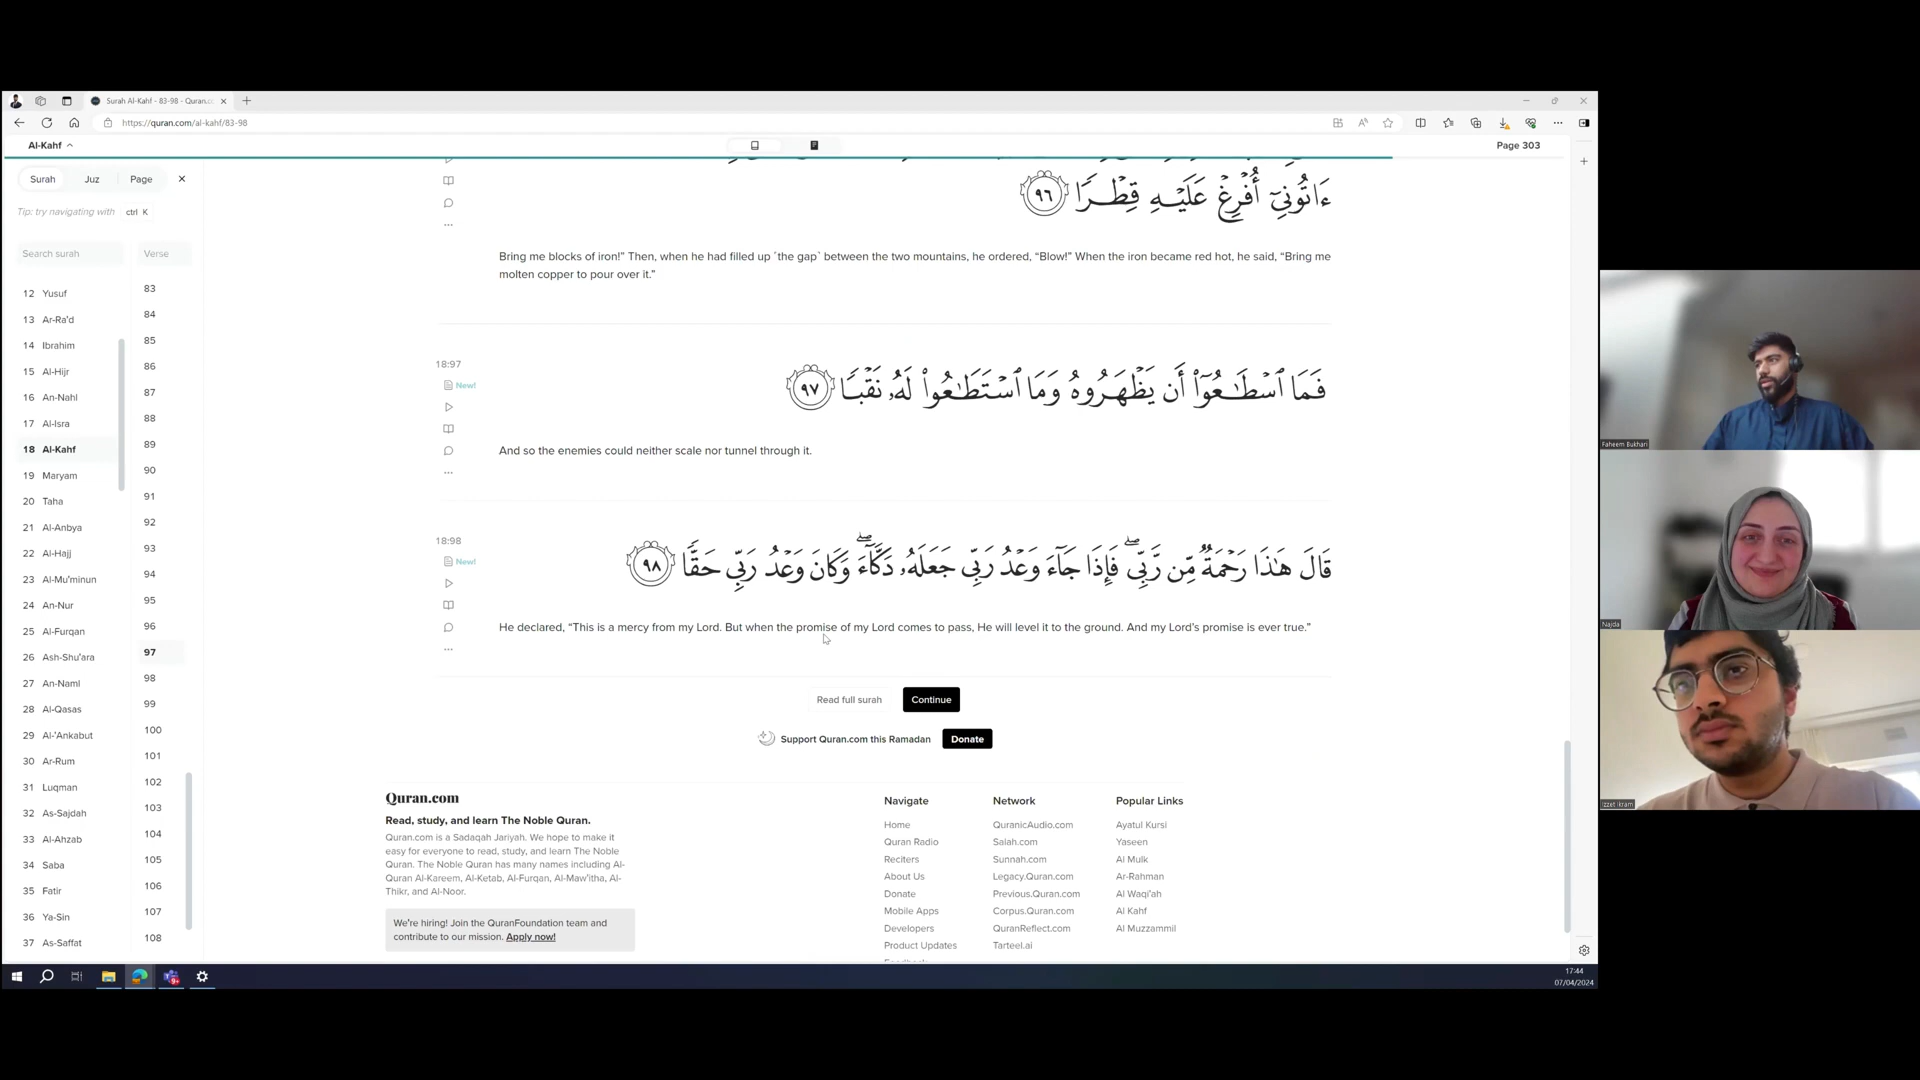 Surah Al-Kahf - 83-98 - Quran.cc
https://quran.com/al-kahf/83-98
Al-Kahf
Page 303
Surah
Juz
Page
Tip: try navigating with ctrl K
Search surah
Verse
12 Yusuf
13 Ar-Ra'd
14 Ibrahim
15 Al-Hijr
16 An-Nahl
17 Al-Isra
18 Al-Kahf
19 Maryam
20 Taha
21 Al-Anbya
22 Al-Hajj
23 Al-Mu'minun
24 An-Nur
25 Al-Furqan
26 Ash-Shu'ara
27 An-Naml
28 Al-Qasas
29 Al-'Ankabut
30 Ar-Rum
31 Luqman
32 As-Sajdah
33 Al-Ahzab
34 Saba
35 Fatir
36 Ya-Sin
37 As-Saffat
83
84
85
86
87
88
89
90
91
92
93
94
95
96
97
98
99
100
101
102
103
104
105
106
107
108
ءَاتُونِىٓ أُفْرِغْ عَلَيْهِ قِطْرًا ٩٦
Bring me blocks of iron!” Then, when he had filled up ˹the gap˺ between the two mountains, he ordered, “Blow!” When the iron became red hot, he said, “Bring me
molten copper to pour over it.”
18:97
New!
فَمَا ٱسْطَـٰعُوٓا۟ أَن يَظْهَرُوهُ وَمَا ٱسْتَطَـٰعُوا۟ لَهُۥ نَقْبًا ٩٧
And so the enemies could neither scale nor tunnel through it.
18:98
New!
قَالَ هَـٰذَا رَحْمَةٌ مِّن رَّبِّى ۖ فَإِذَا جَآءَ وَعْدُ رَبِّى جَعَلَهُۥ دَكَّآءَ ۖ وَكَانَ وَعْدُ رَبِّى حَقًّا ٩٨
He declared, “This is a mercy from my Lord. But when the promise of my Lord comes to pass, He will level it to the ground. And my Lord's promise is ever true.”
Read full surah
Continue
Support Quran.com this Ramadan
Donate
Quran.com
Read, study, and learn The Noble Quran.
Quran.com is a Sadaqah Jariyah. We hope to make it
easy for everyone to read, study, and learn The Noble
Quran. The Noble Quran has many names including Al-
Quran Al-Kareem, Al-Ketab, Al-Furqan, Al-Maw'itha, Al-
Thikr, and Al-Noor.
We're hiring! Join the QuranFoundation team and
contribute to our mission. Apply now!
Navigate
Home
Quran Radio
Reciters
About Us
Donate
Mobile Apps
Developers
Product Updates
Network
QuranicAudio.com
Salah.com
Sunnah.com
Legacy.Quran.com
Previous.Quran.com
Corpus.Quran.com
QuranReflect.com
Tarteel.ai
Popular Links
Ayatul Kursi
Yaseen
Al Mulk
Ar-Rahman
Al Waqi'ah
Al Kahf
Al Muzzammil
17:44
07/04/2024
Faheem Bukhari
Najda
Izzet Ikram